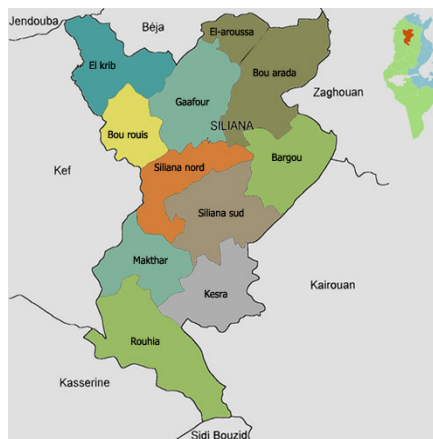 Jendouba
Bèja
El-aroussa
El krib
Bou arada
Zaghouan
Gaafour
SILIANA
Bou rouis
Bargou
Kef
Siliana nord
Siliana sud
Makthar
Kairouan
Kesra
Rouhia
Kasserine
Sidi Bouzid